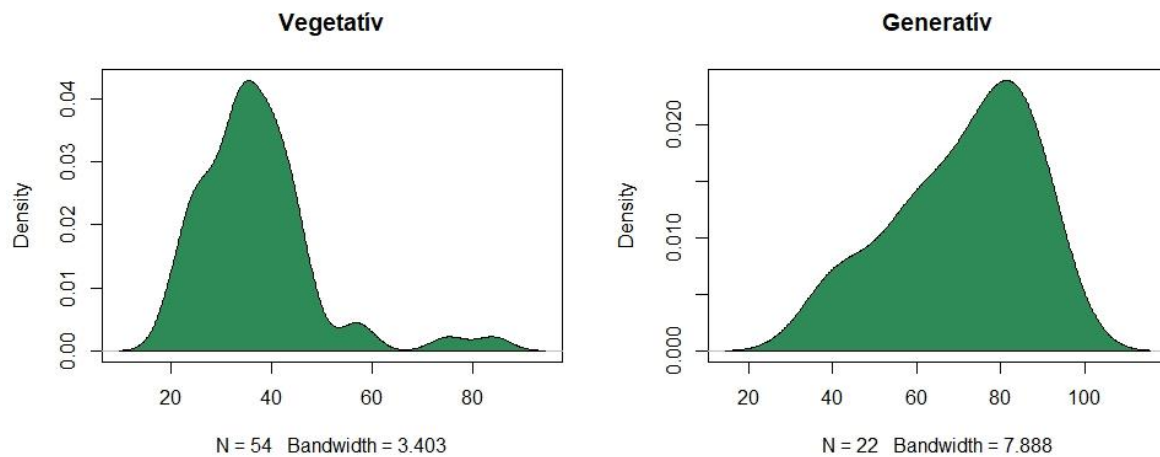 Vegetatív
Density
0.00
0.01
0.02
0.03
0.04
20
40
60
80
N = 54 Bandwidth = 3.403
Generatív
Density
0.000
0.010
0.020
20
40
60
80
100
N = 22 Bandwidth = 7.888